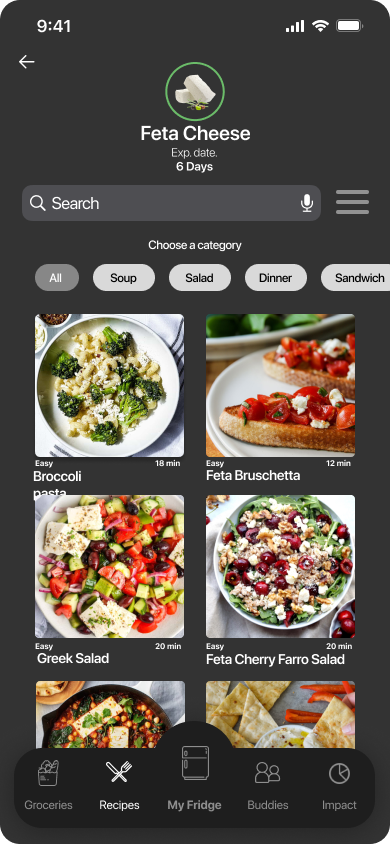 9:41
Feta Cheese
Exp. date.
6 Days
Search
Choose a category
All Soup Salad Dinner Sandwich
Easy 18 min
Broccoli
pasta
Easy 12 min
Feta Bruschetta
Easy 20 min
Greek Salad
Easy 20 min
Feta Cherry Farro Salad
Groceries Recipes My Fridge Buddies Impact